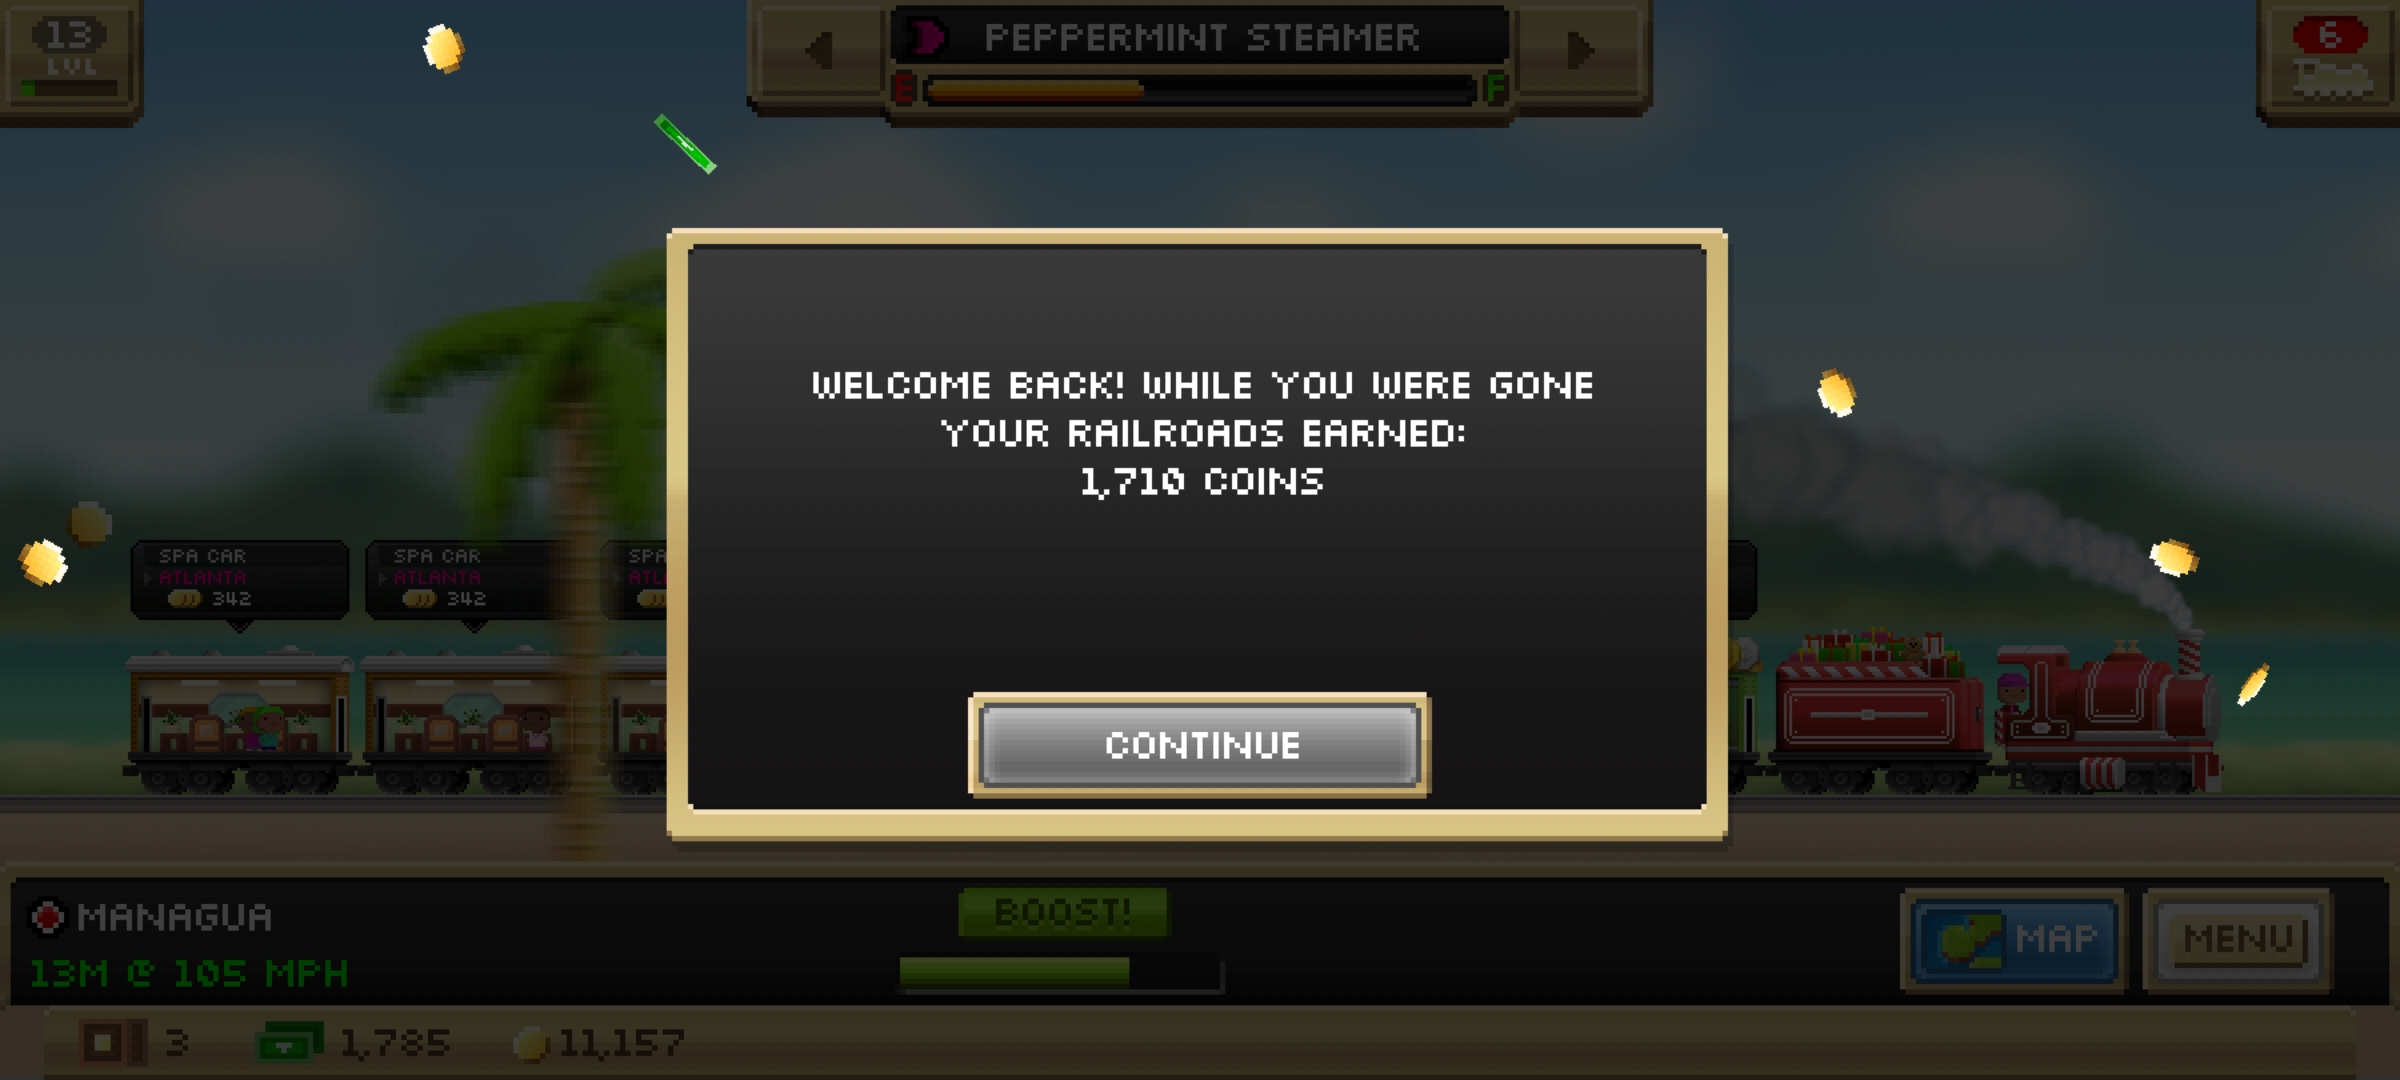 13
LVL
PEPPERMINT STEAMER
E
F
6
WELCOME BACK! WHILE YOU WERE GONE
YOUR RAILROADS EARNED:
1,710 COINS
CONTINUE
SPA CAR
ATLANTA
342
SPA CAR
ATLANTA
342
SPA
ATL
MANAGUA
13M @ 105 MPH
BOOST!
MAP
MENU
3
1,785
11,157